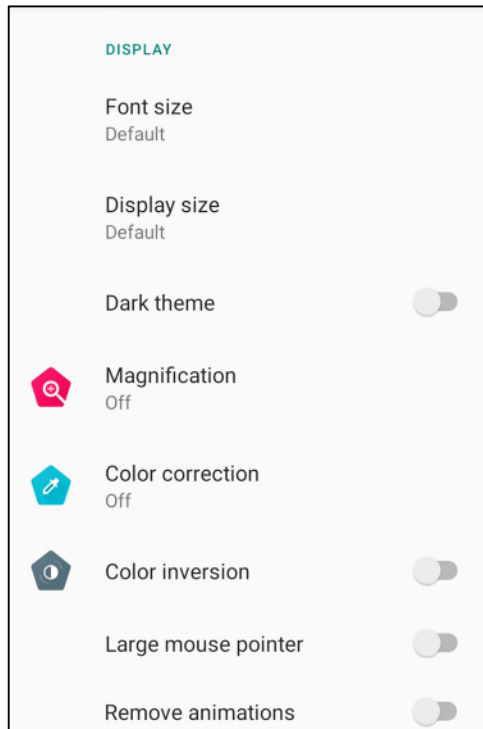 DISPLAY
Font size
Default
Display size
Default
Dark theme
Magnification
Off
Color correction
Off
Color inversion
Large mouse pointer
Remove animations